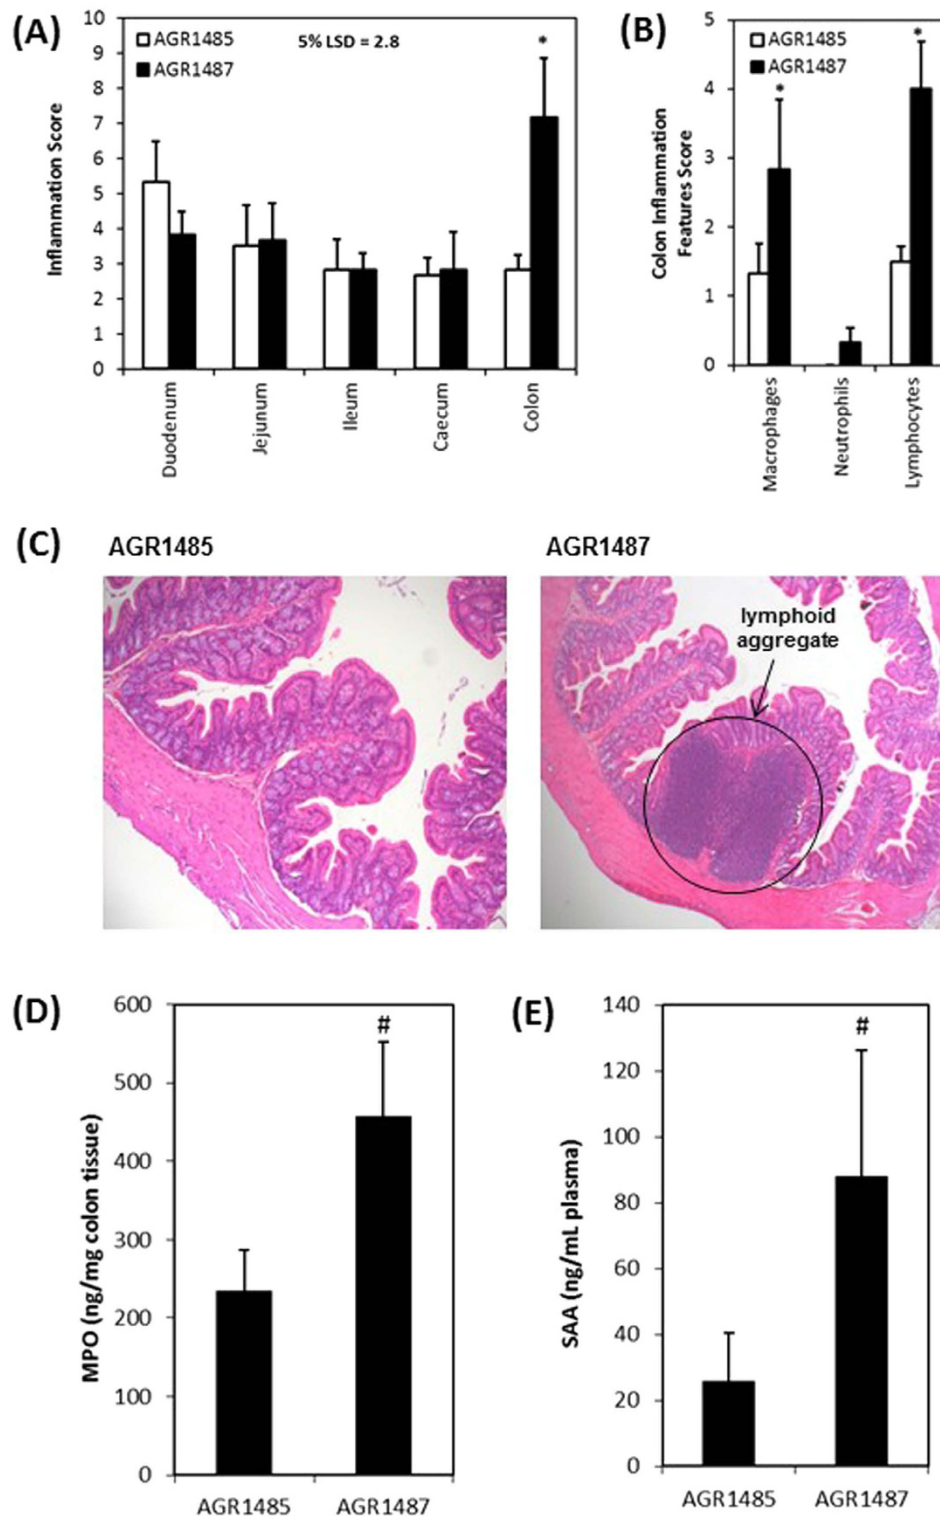 (A)
10
9
8
7
6
5
4
3
2
1
0
Inflammation Score
AGR1485
AGR1487
5% LSD = 2.8
*
Duodenum
Jejunum
Ileum
Caecum
Colon
(B)
5
4
3
2
1
0
Colon Inflammation
Features Score
AGR1485
AGR1487
*
*
Macrophages
Neutrophils
Lymphocytes
(C)
AGR1485
AGR1487
lymphoid
aggregate
(D)
600
500
400
300
200
100
0
MPO (ng/mg colon tissue)
#
AGR1485
AGR1487
(E)
140
120
100
80
60
40
20
0
SAA (ng/mL plasma)
#
AGR1485
AGR1487